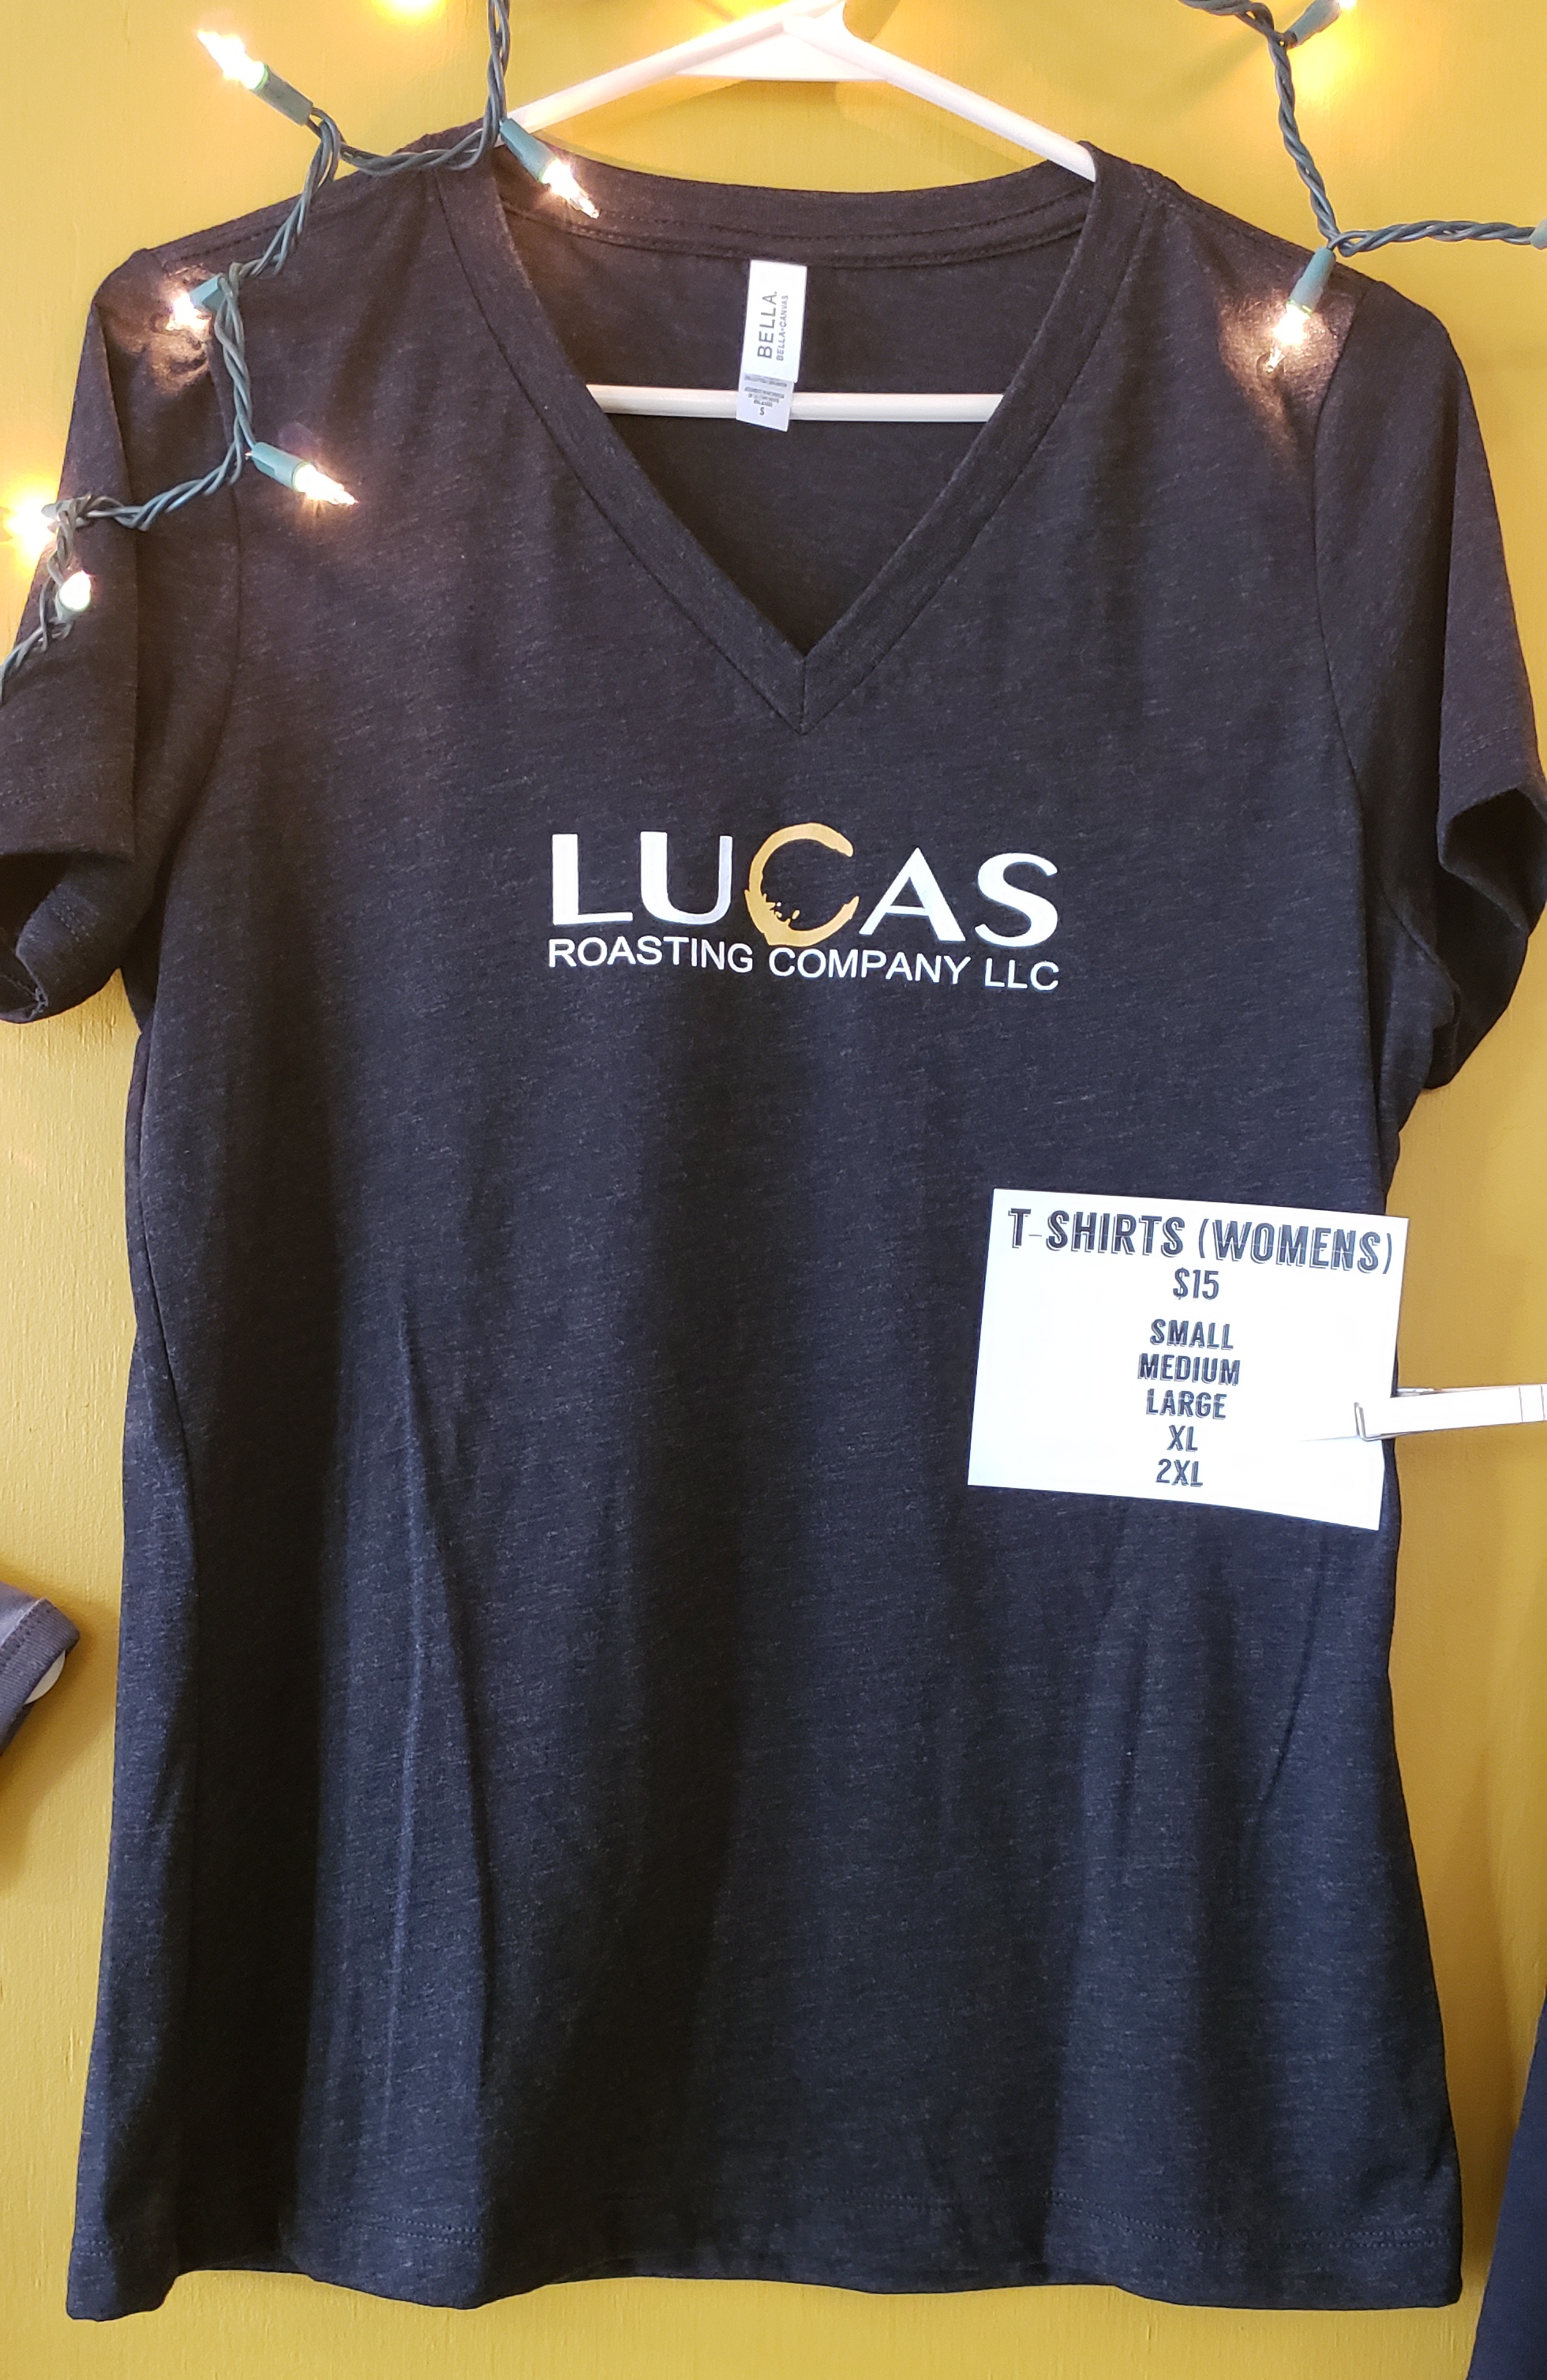 BELLA
BELLA+CANVAS
S
LUCAS
ROASTING COMPANY LLC
T-SHIRTS (WOMENS)
$15
SMALL
MEDIUM
LARGE
XL
2XL